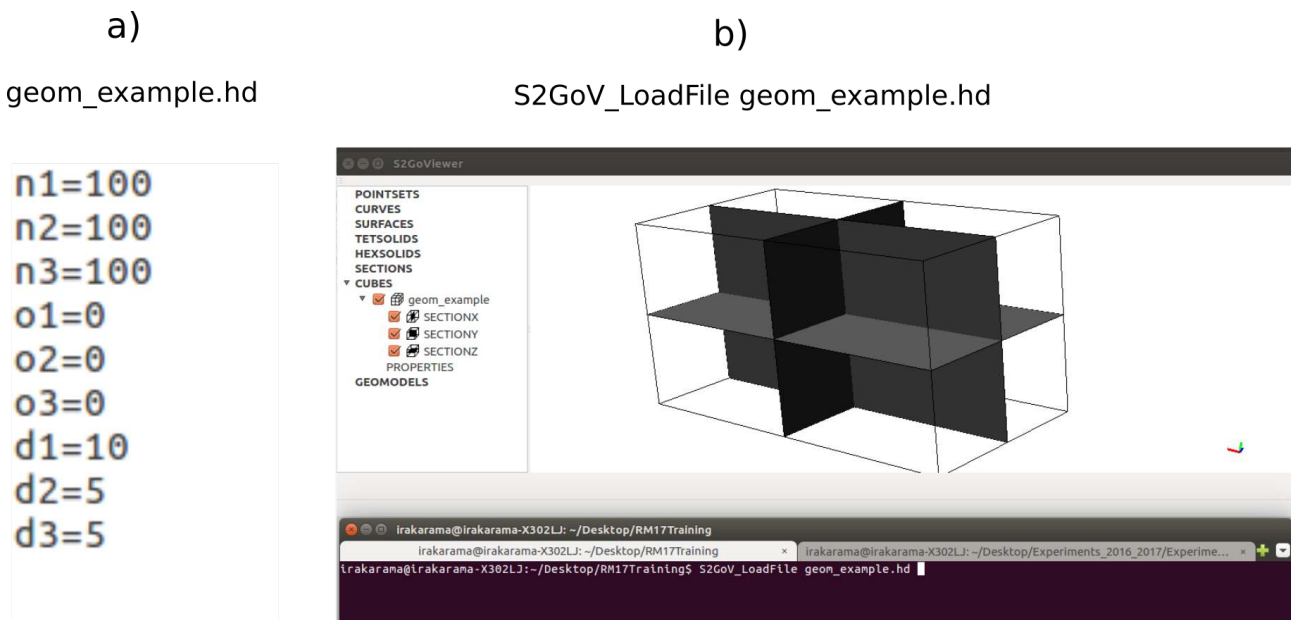 a)
b)
geom_example.hd
S2GoV_LoadFile geom_example.hd
n1=100
n2=100
n3=100
o1=0
o2=0
o3=0
d1=10
d2=5
d3=5
S2GoViewer
POINTSETS
CURVES
SURFACES
TETSOLIDS
HEXSOLIDS
SECTIONS
CUBES
geom_example
SECTIONX
SECTIONY
SECTIONZ
PROPERTIES
GEOMODELS
irakarama@irakarama-X302LJ: ~/Desktop/RM17Training
irakarama@irakarama-X302LJ: ~/Desktop/RM17Training × irakarama@irakarama-X302LJ: ~/Desktop/Experiments_2016_2017/Experime... ×
irakarama@irakarama-X302LJ:~/Desktop/RM17Training$ S2GoV_LoadFile geom_example.hd